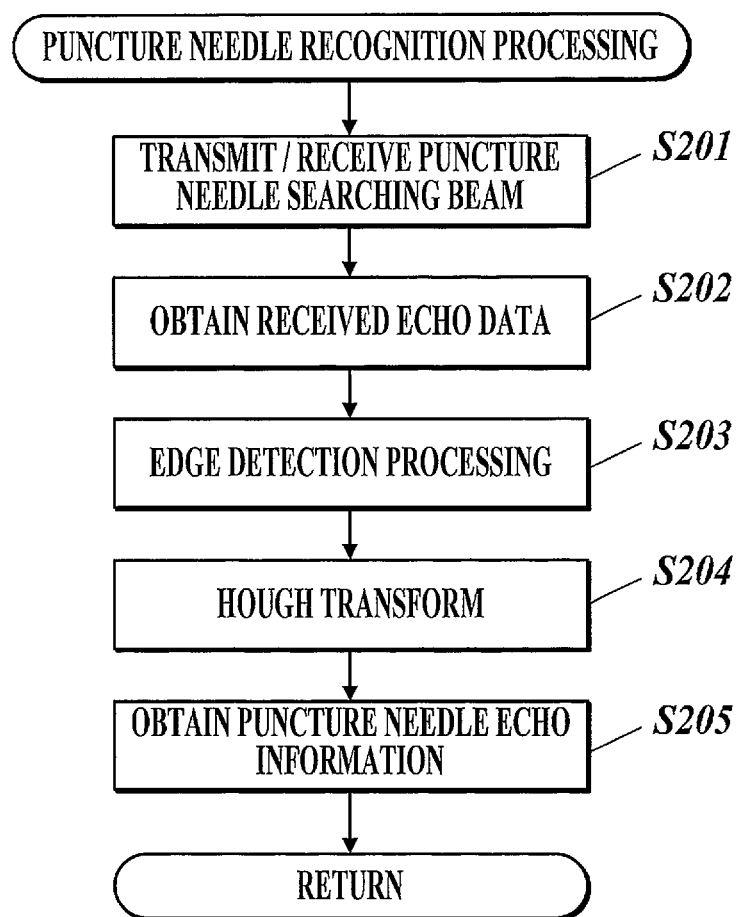 PUNCTURE NEEDLE RECOGNITION PROCESSING
TRANSMIT / RECEIVE PUNCTURE
NEEDLE SEARCHING BEAM
S201
OBTAIN RECEIVED ECHO DATA
S202
EDGE DETECTION PROCESSING
S203
HOUGH TRANSFORM
S204
OBTAIN PUNCTURE NEEDLE ECHO
INFORMATION
S205
RETURN